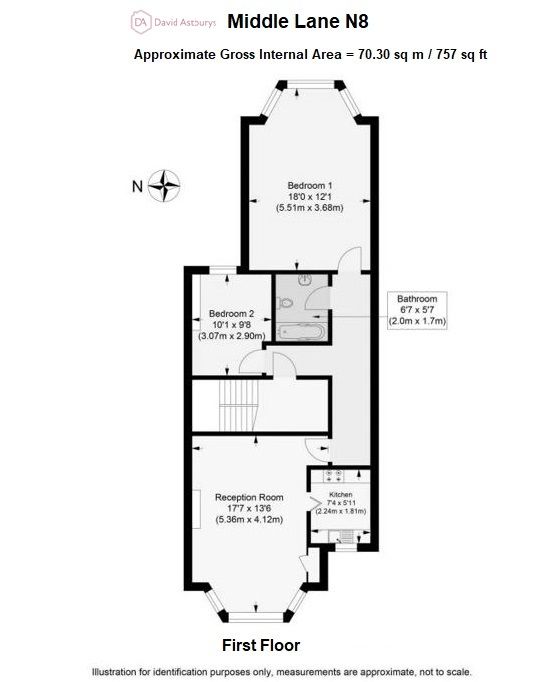 DA David Astburys
Middle Lane N8
Approximate Gross Internal Area = 70.30 sq m / 757 sq ft
N
Bedroom 1
18'0 x 12'1
(5.51m x 3.68m)
Bathroom
6'7 x 5'7
(2.0m x 1.7m)
Bedroom 2
10'1 x 9'8
(3.07m x 2.90m)
Reception Room
17'7 x 13'6
(5.36m x 4.12m)
Kitchen
7'4 x 5'11
(2.24m x 1.81m)
First Floor
Illustration for identification purposes only, measurements are approximate, not to scale.